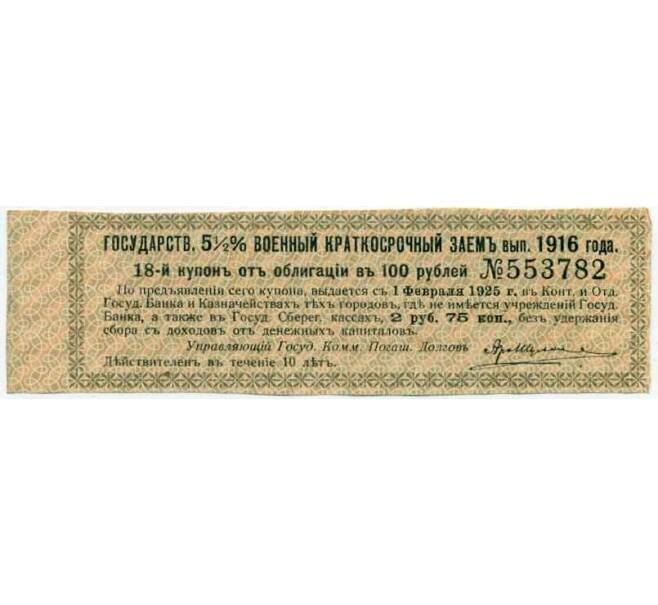 ГОСУДАРСТВ. 5½% ВОЕННЫЙ КРАТКОСРОЧНЫЙ ЗАЕМЪ вып. 1916 года.
18-й купонъ отъ облигаціи въ 100 рублей №553782
По предъявленіи сего купона, выдается съ 1 Февраля 1925 г. въ Конт. и Отд.
Госуд. Банка и Казначействахъ тѣхъ городовъ, гдѣ не имѣется учрежденій Госуд.
Банка, а также въ Госуд. Сберег. кассахъ, 2 руб. 75 коп., безъ удержанія
сбора съ доходовъ отъ денежныхъ капиталовъ.
Управляющій Госуд. Комм. Погаш. Долговъ
Дѣйствителенъ въ теченіе 10 лѣтъ.